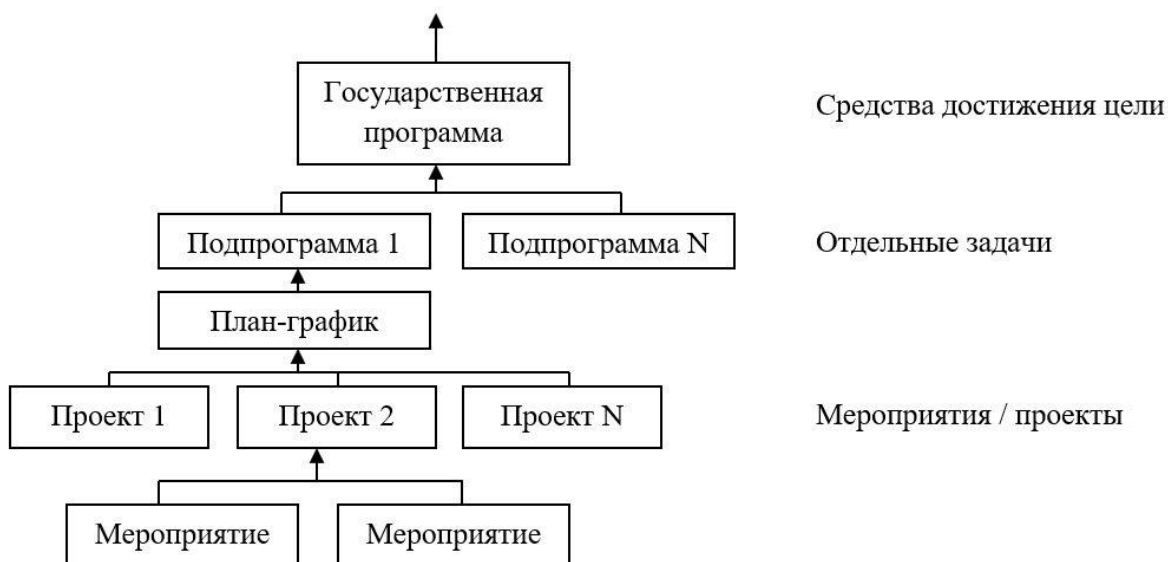 Государственная
программа
Средства достижения цели
Подпрограмма 1
Подпрограмма N
Отдельные задачи
План-график
Проект 1
Проект 2
Проект N
Мероприятия / проекты
Мероприятие
Мероприятие